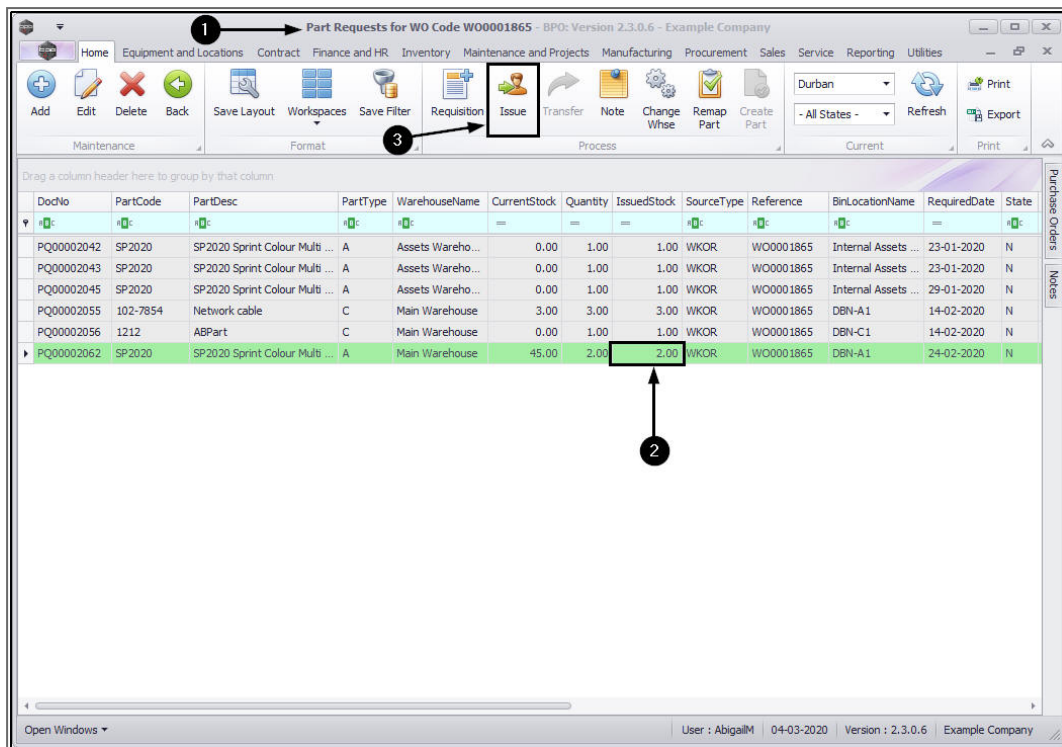 1
Part Requests for WO Code WO0001865 - BPO: Version 2.3.0.6 - Example Company
Home Equipment and Locations Contract Finance and HR Inventory Maintenance and Projects Manufacturing Procurement Sales Service Reporting Utilities
Add Edit Delete Back Save Layout Workspaces Save Filter Requisition Issue Transfer Note Change Whse Remap Part Create Part Durban - All States - Refresh Print Export
3
Maintenance Format Process Current Print
Drag a column header here to group by that column
DocNo PartCode PartDesc PartType WarehouseName CurrentStock Quantity IssuedStock SourceType Reference BinLocationName RequiredDate State
PQ00002042 SP2020 SP2020 Sprint Colour Multi ... A Assets Wareho... 0.00 1.00 1.00 WKOR WO0001865 Internal Assets ... 23-01-2020 N
PQ00002043 SP2020 SP2020 Sprint Colour Multi ... A Assets Wareho... 0.00 1.00 1.00 WKOR WO0001865 Internal Assets ... 23-01-2020 N
PQ00002045 SP2020 SP2020 Sprint Colour Multi ... A Assets Wareho... 0.00 1.00 1.00 WKOR WO0001865 Internal Assets ... 29-01-2020 N
PQ00002055 102-7854 Network cable C Main Warehouse 3.00 3.00 3.00 WKOR WO0001865 DBN-A1 14-02-2020 N
PQ00002056 1212 ABPart C Main Warehouse 0.00 1.00 1.00 WKOR WO0001865 DBN-C1 14-02-2020 N
PQ00002062 SP2020 SP2020 Sprint Colour Multi ... A Main Warehouse 45.00 2.00 2.00 WKOR WO0001865 DBN-A1 24-02-2020 N
2
Purchase Orders
Notes
Open Windows User : AbigailM 04-03-2020 Version : 2.3.0.6 Example Company